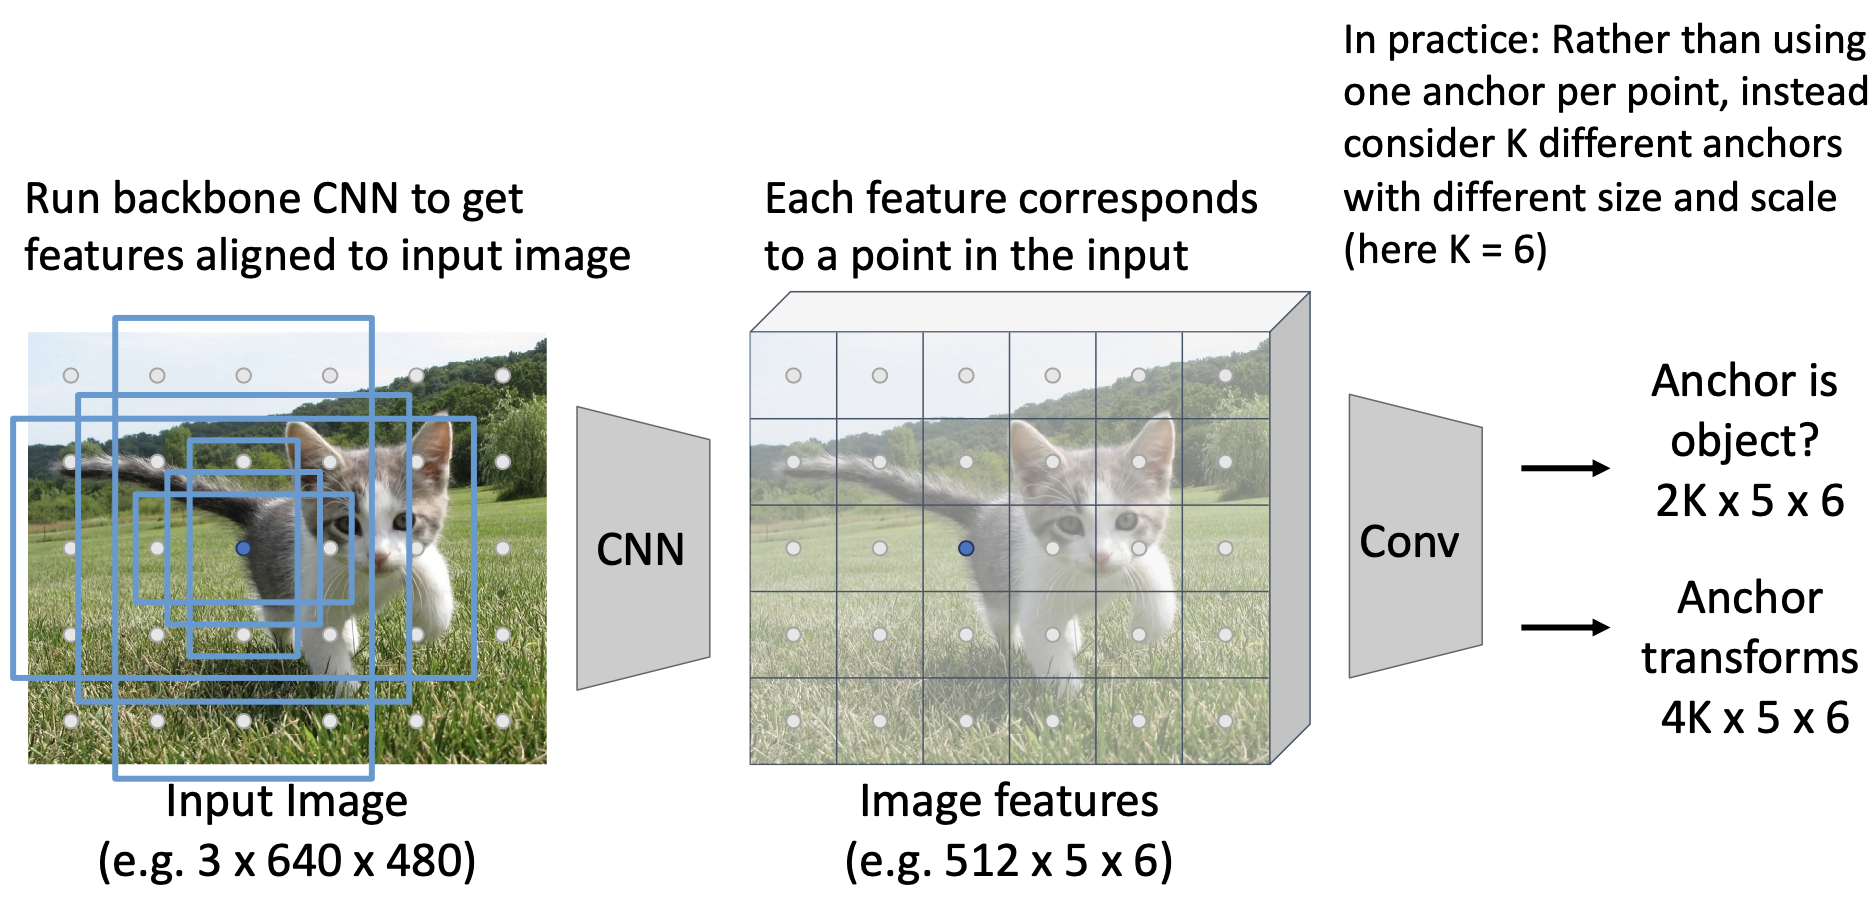 In practice: Rather than using
one anchor per point, instead
consider K different anchors
with different size and scale
(here K = 6)
Run backbone CNN to get
features aligned to input image
Each feature corresponds
to a point in the input
CNN
Conv
Anchor is
object?
2K x 5 x 6
Anchor
transforms
4K x 5 x 6
Input Image
(e.g. 3 x 640 x 480)
Image features
(e.g. 512 x 5 x 6)